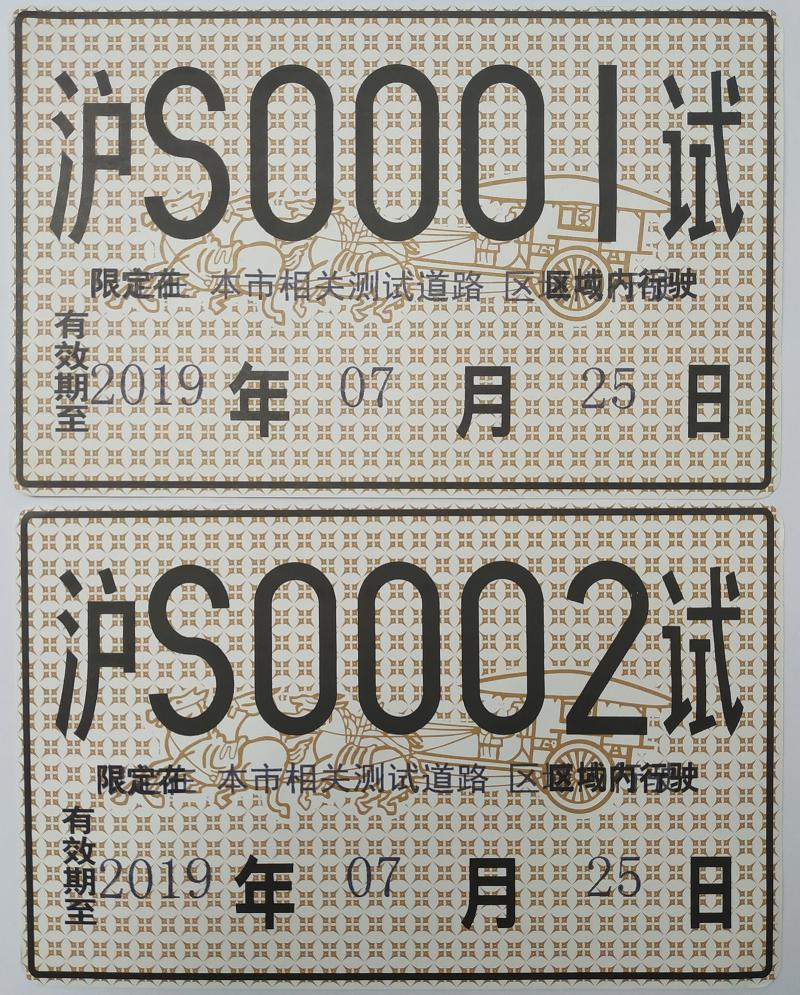 沪S0001试
限定在 本市相关测试道路 区域内行驶
有效期至 2019 年 07 月 25 日
沪S0002试
限定在 本市相关测试道路 区域内行驶
有效期至 2019 年 07 月 25 日